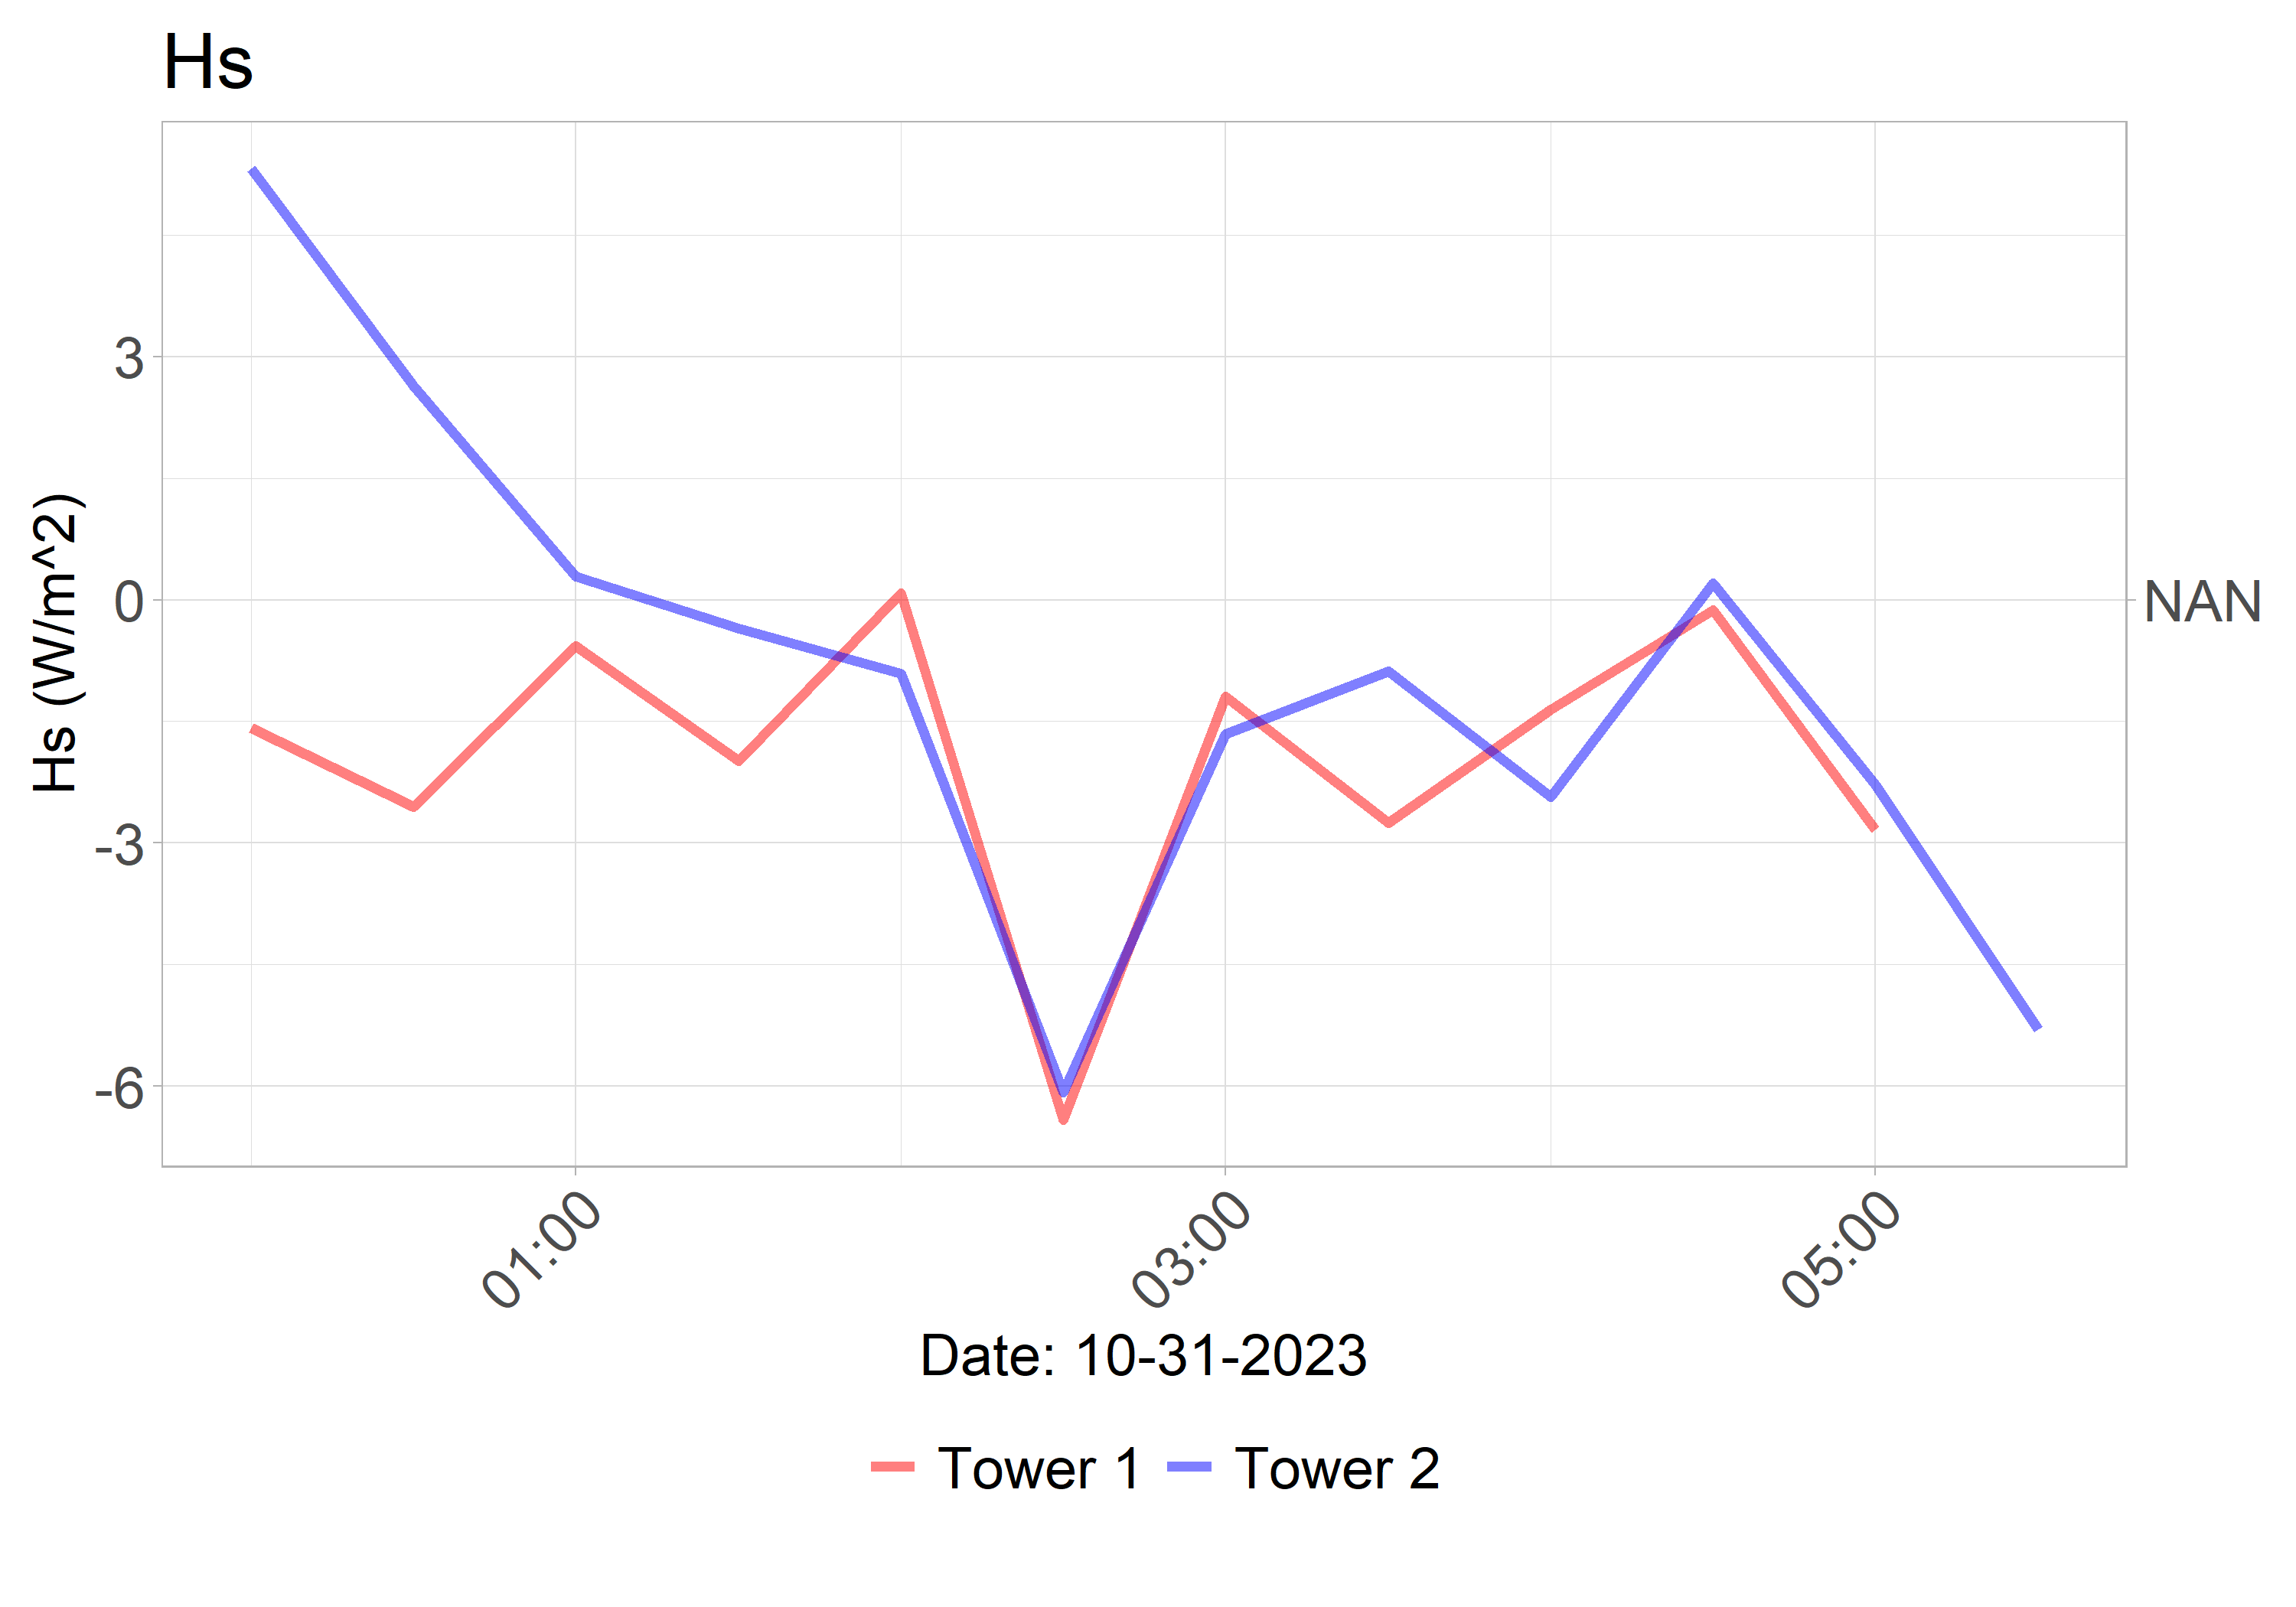 Hs
Hs (W/m^2)
3
0
-3
-6
NAN
01:00
03:00
05:00
Date: 10-31-2023
Tower 1
Tower 2